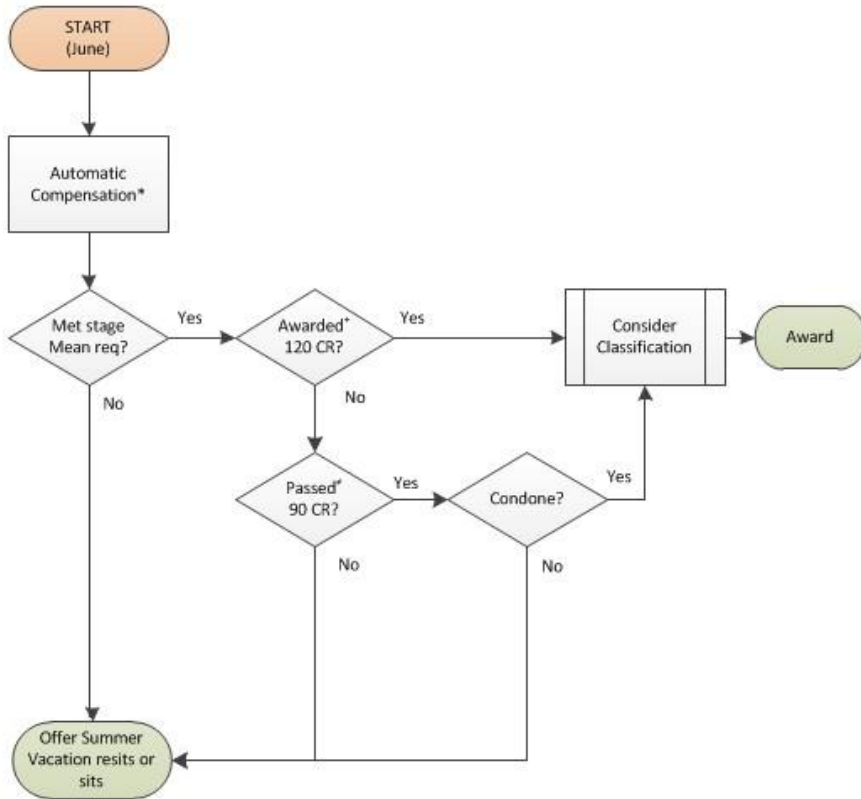 START
(June)
Automatic
Compensation*
Met stage
Mean req?
Yes
Awarded+
120 CR?
Yes
Consider
Classification
Award
No
No
Passed≠
90 CR?
Yes
Condone?
Yes
No
No
Offer Summer
Vacation resits or
sits